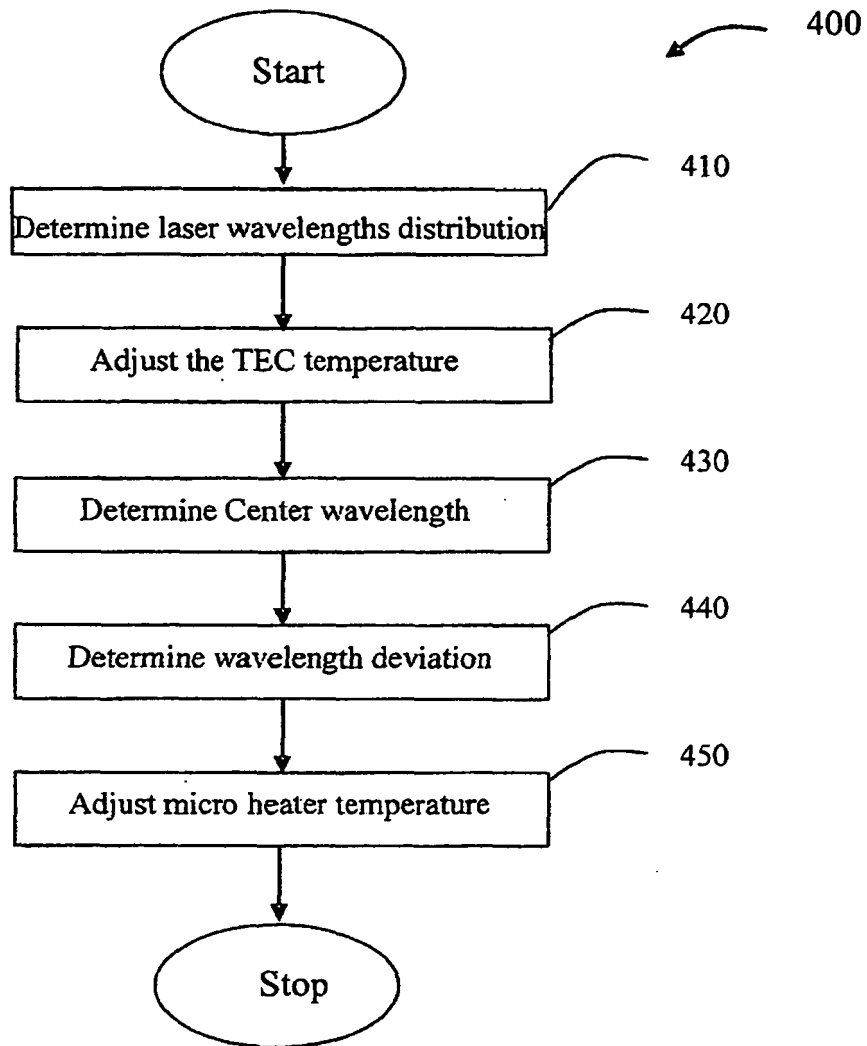 400
Start
410
Determine laser wavelengths distribution
420
Adjust the TEC temperature
430
Determine Center wavelength
440
Determine wavelength deviation
450
Adjust micro heater temperature
Stop